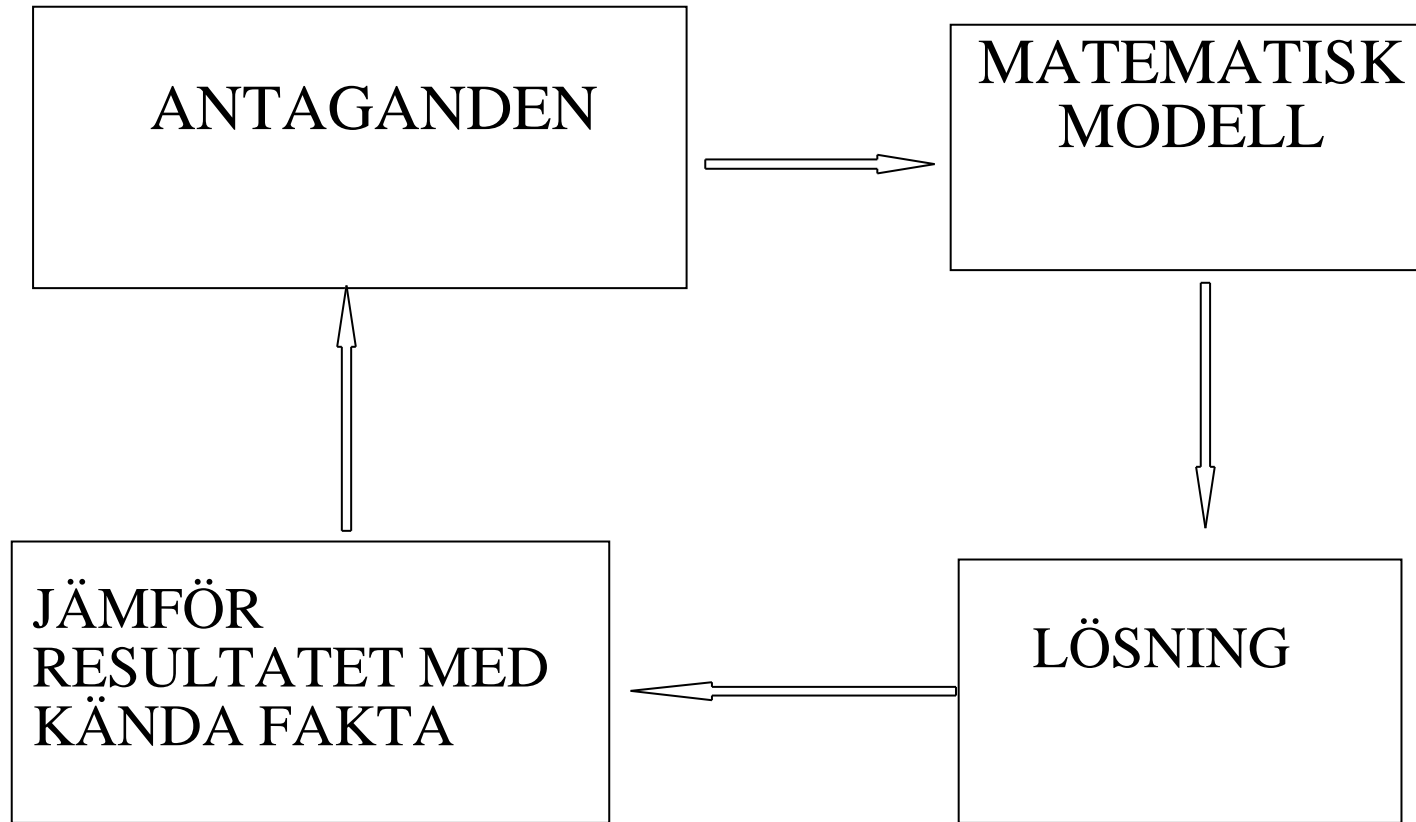 ANTAGANDEN
MATEMATISK
MODELL
JÄMFÖR
RESULTATET MED
KÄNDA FAKTA
LÖSNING